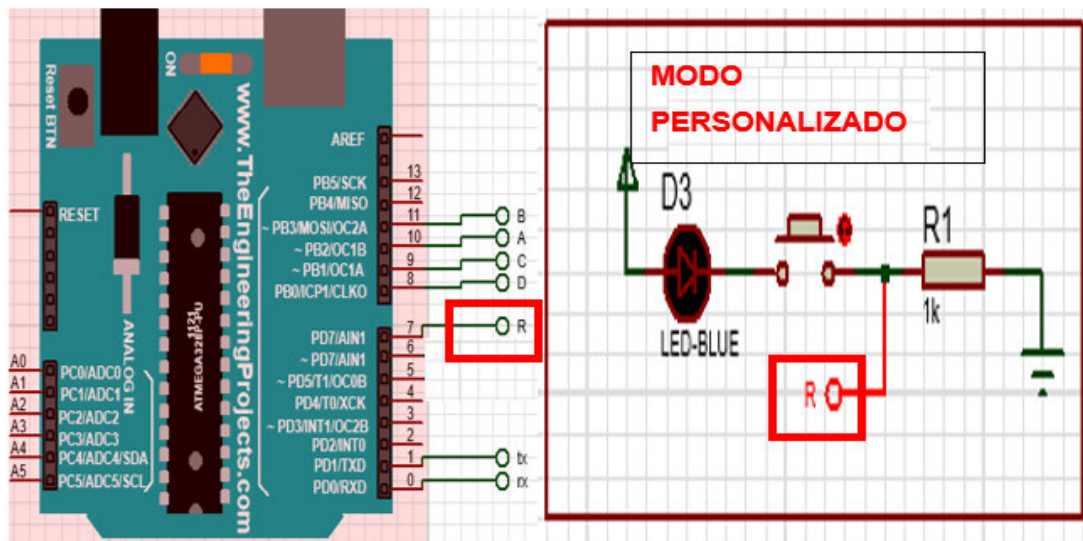 Reset BTN
ON
www.TheEngineeringProjects.com
RESET
ANALOG IN
ATMEGA328P-PU
1121
A0
PC0/ADC0
A1
PC1/ADC1
A2
PC2/ADC2
A3
PC3/ADC3
A4
PC4/ADC4/SDA
A5
PC5/ADC5/SCL
AREF
PB5/SCK
13
PB4/MISO
12
~ PB3/MOSI/OC2A
11
B
~ PB2/OC1B
10
A
~ PB1/OC1A
9
C
PB0/ICP1/CLKO
8
D
PD7/AIN1
7
R
~ PD7/AIN1
6
~ PD5/T1/OC0B
5
PD4/T0/XCK
4
~ PD3/INT1/OC2B
3
PD2/INT0
2
PD1/TXD
1
tx
PD0/RXD
0
rx
MODO
PERSONALIZADO
D3
LED-BLUE
R1
1k
R